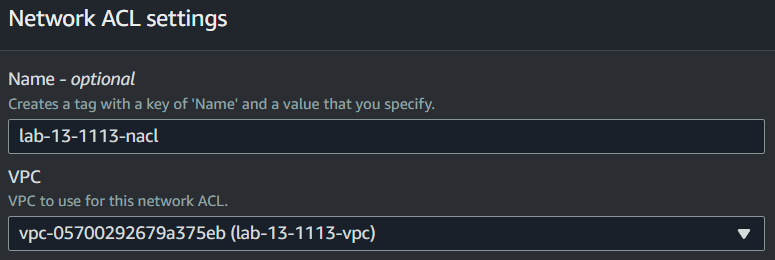 Network ACL settings
Name - optional
Creates a tag with a key of 'Name' and a value that you specify.
lab-13-1113-nacl
VPC
VPC to use for this network ACL.
vpc-05700292679a375eb (lab-13-1113-vpc)